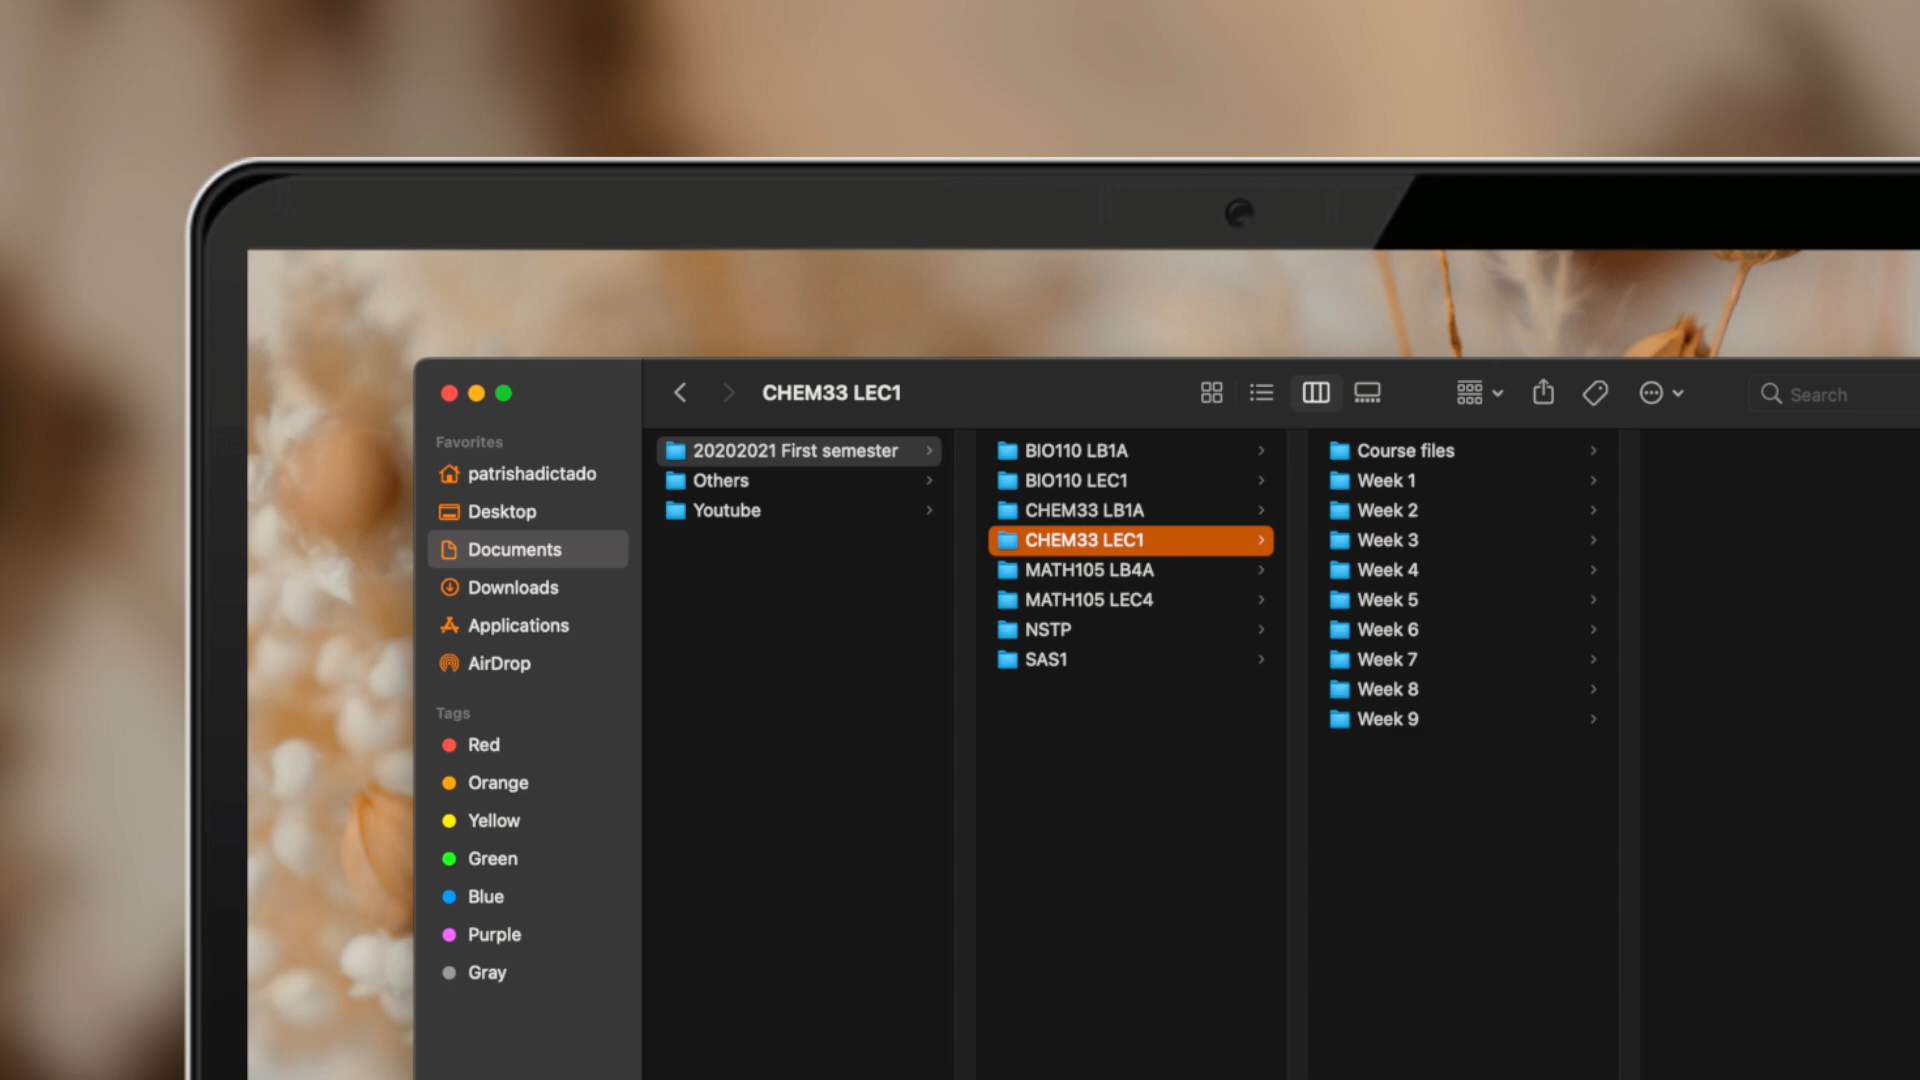 CHEM33 LEC1
Search
Favorites
patrishadictado
Desktop
Documents
Downloads
Applications
AirDrop
Tags
Red
Orange
Yellow
Green
Blue
Purple
Gray
20202021 First semester
Others
Youtube
BIO110 LB1A
BIO110 LEC1
CHEM33 LB1A
CHEM33 LEC1
MATH105 LB4A
MATH105 LEC4
NSTP
SAS1
Course files
Week 1
Week 2
Week 3
Week 4
Week 5
Week 6
Week 7
Week 8
Week 9